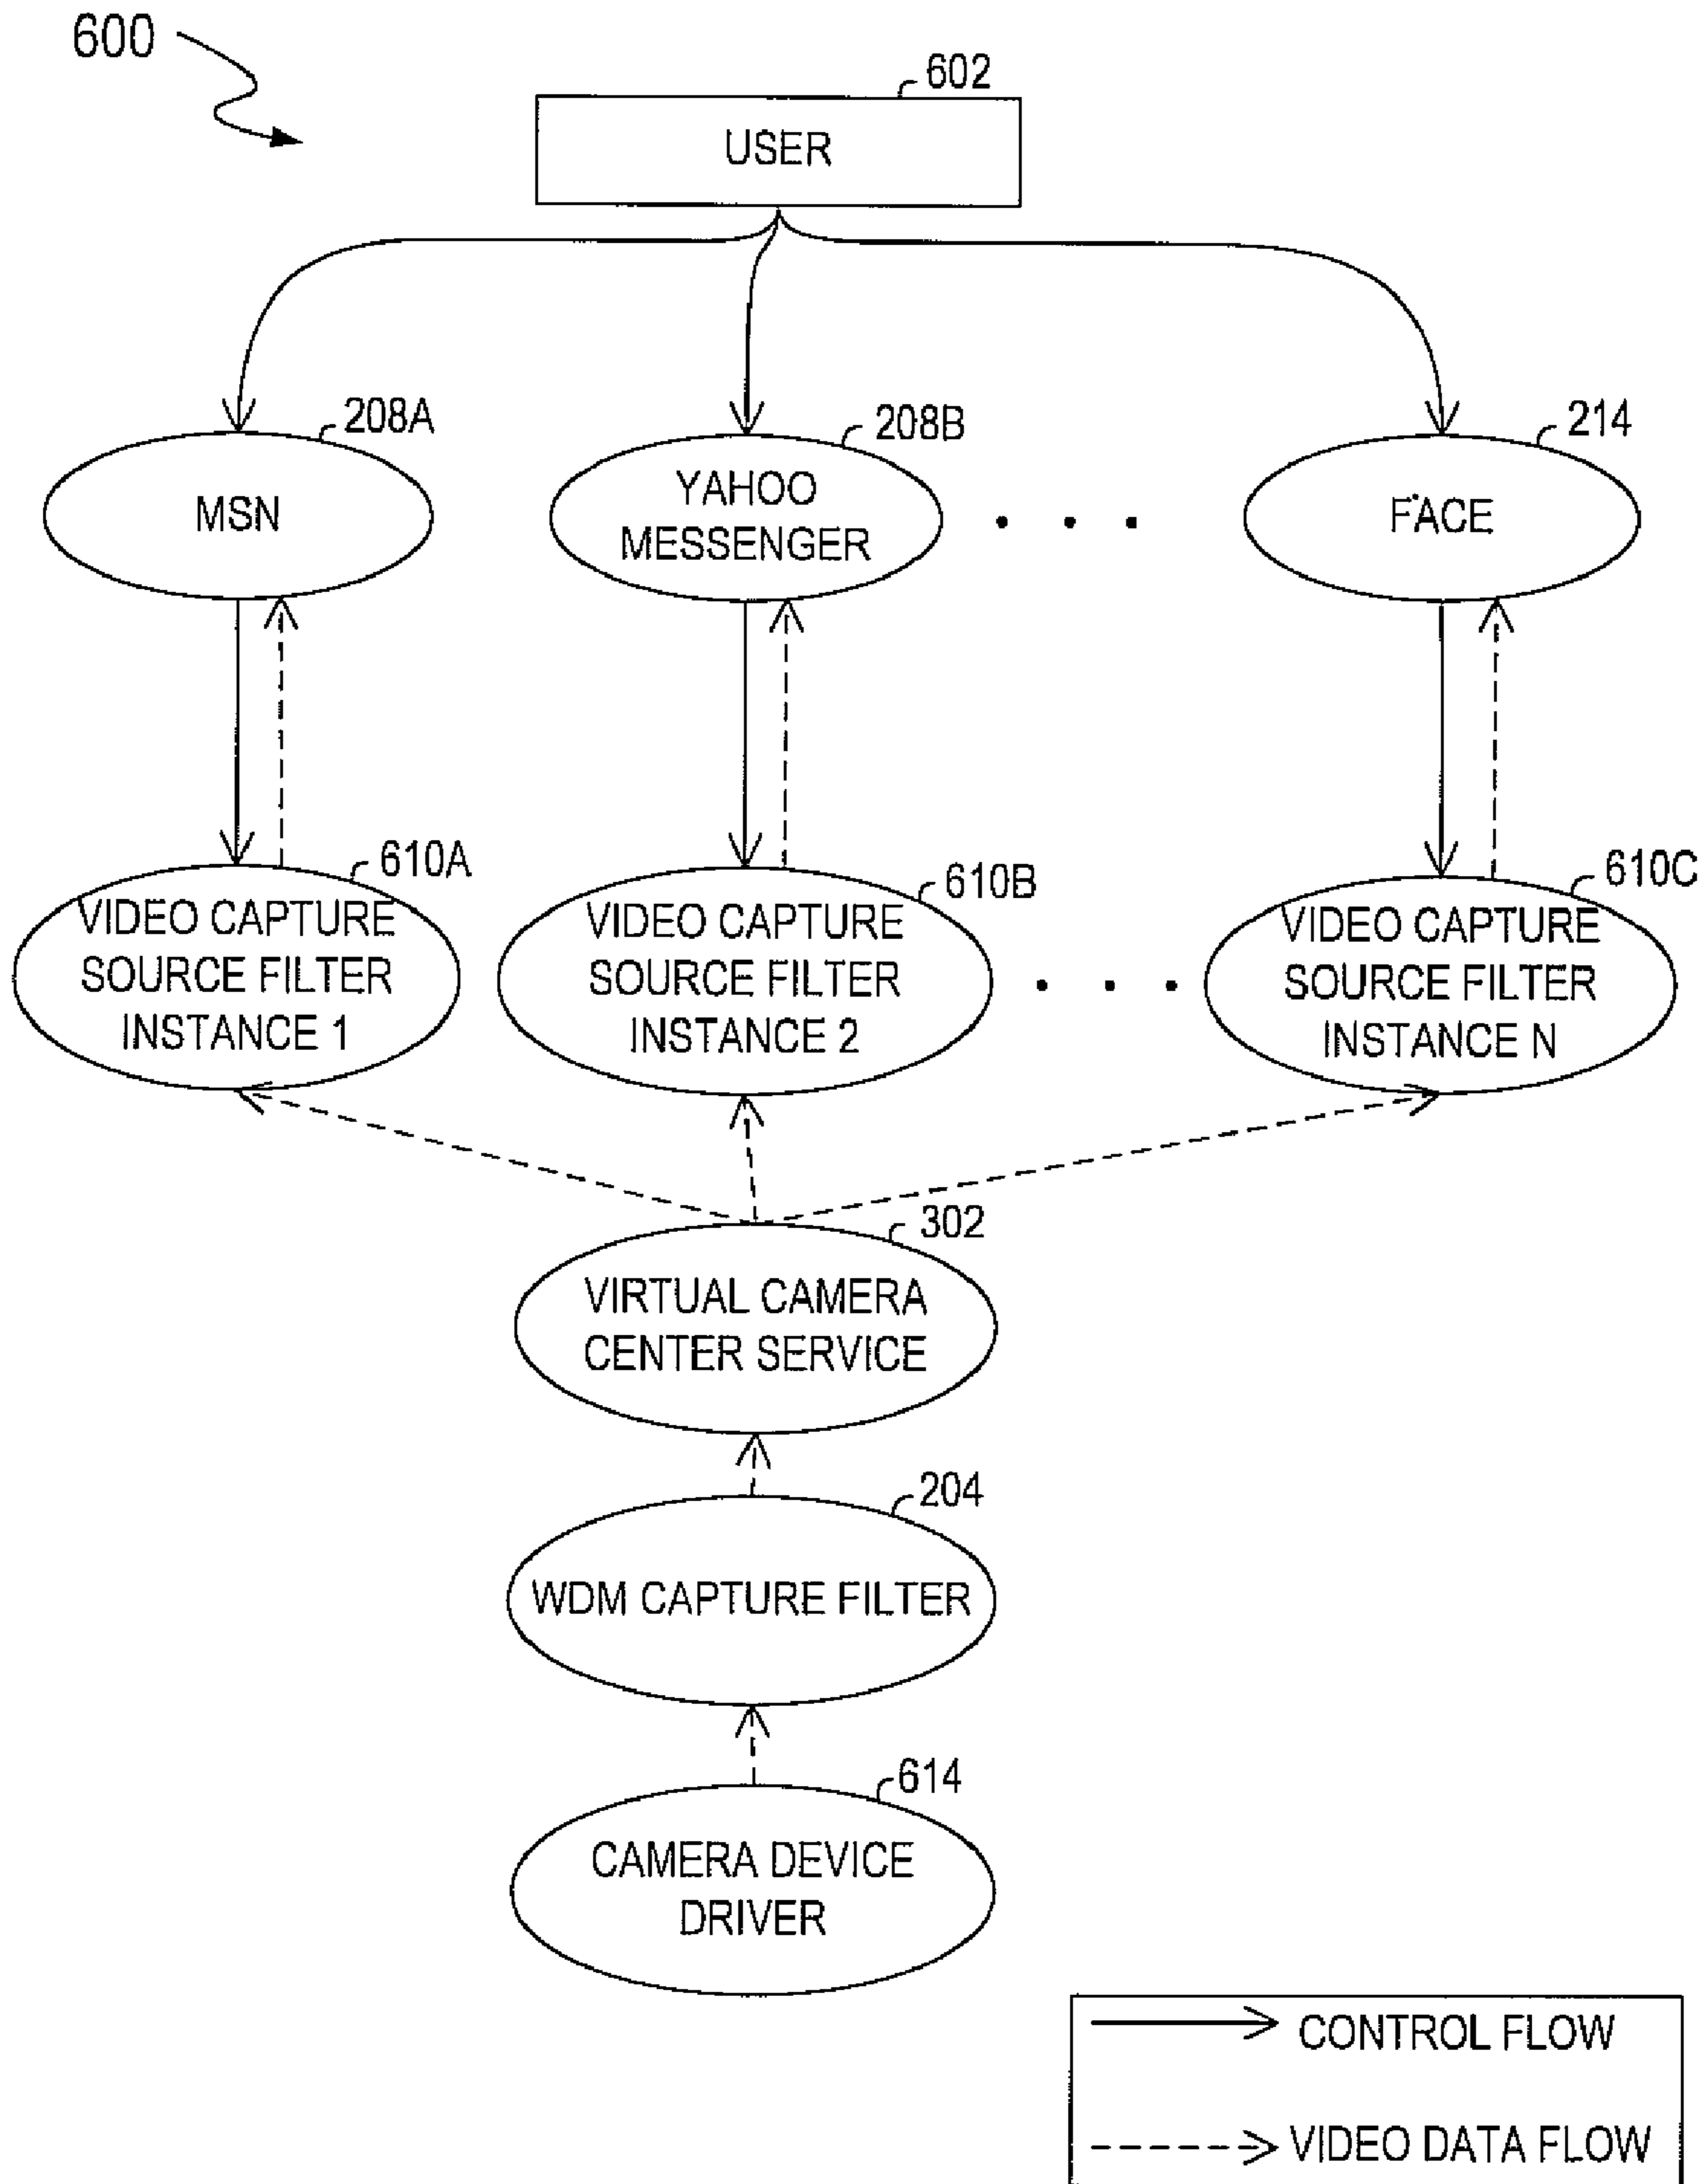 600
602
USER
208A
208B
214
MSN
YAHOO
MESSENGER
FACE
610A
610B
610C
VIDEO CAPTURE
SOURCE FILTER
INSTANCE 1
VIDEO CAPTURE
SOURCE FILTER
INSTANCE 2
VIDEO CAPTURE
SOURCE FILTER
INSTANCE N
302
VIRTUAL CAMERA
CENTER SERVICE
204
WDM CAPTURE FILTER
614
CAMERA DEVICE
DRIVER
CONTROL FLOW
VIDEO DATA FLOW